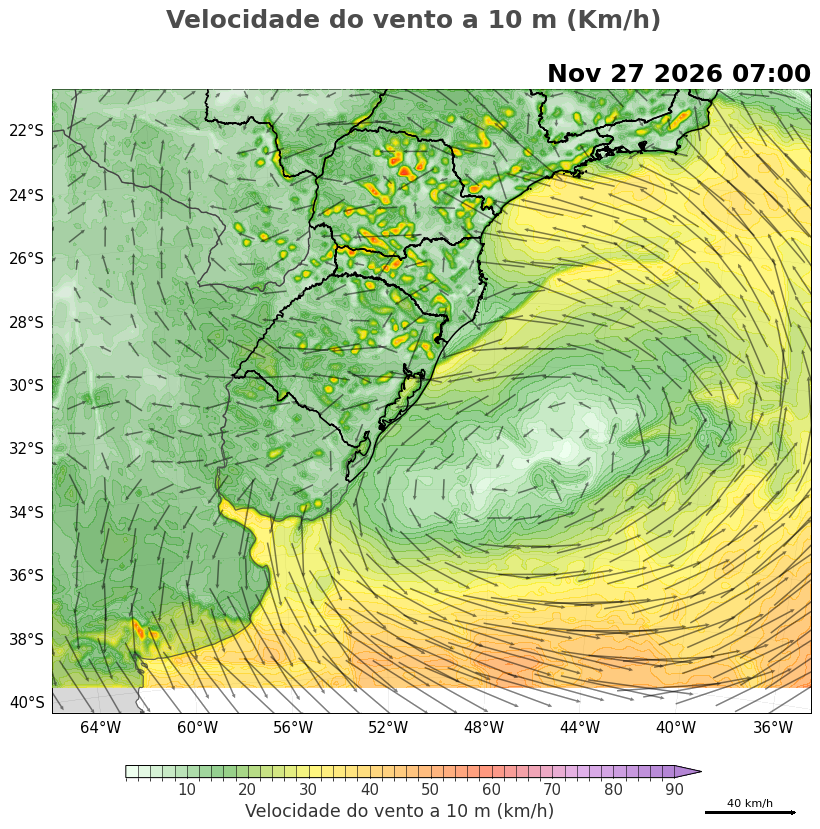 Velocidade do vento a 10 m (Km/h)
Nov 27 2026 07:00
22°S
24°S
26°S
28°S
30°S
32°S
34°S
36°S
38°S
40°S
64°W 60°W 56°W 52°W 48°W 44°W 40°W 36°W
10 20 30 40 50 60 70 80 90
Velocidade do vento a 10 m (km/h)
40 km/h